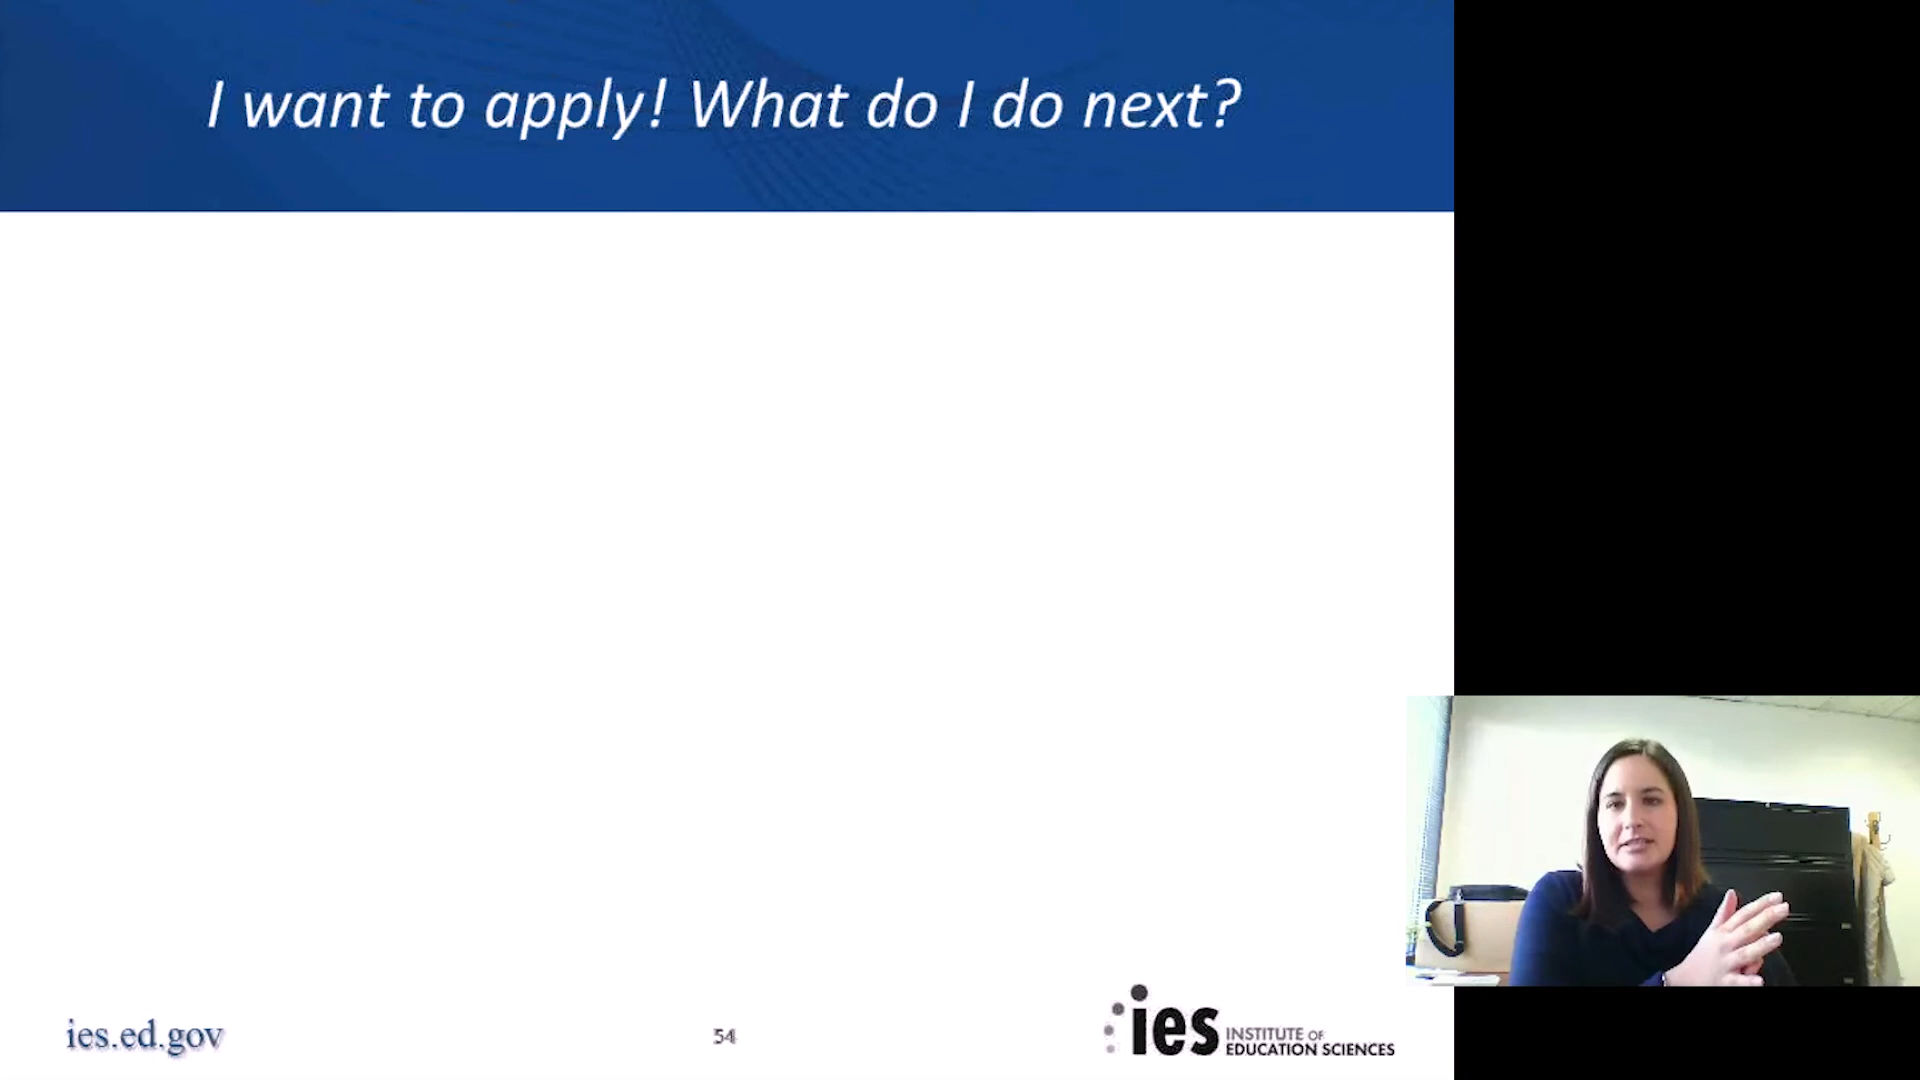 I want to apply! What do I do next?
ies.ed.gov
54
ies INSTITUTE OF
EDUCATION SCIENCES